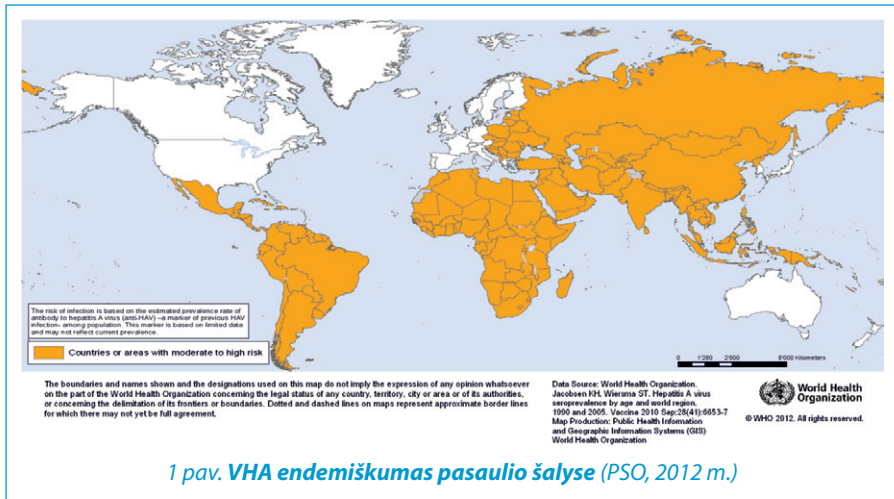 The risk of infection is based on the estimated prevalence rate of
antibody to hepatitis A virus (anti-HAV) –a marker of previous HAV
infection- among population. This marker is based on limited data
and may not reflect current prevalence.
Countries or areas with moderate to high risk
0 1'250 2'500 5'000 Kilometers
The boundaries and names shown and the designations used on this map do not imply the expression of any opinion whatsoever
on the part of the World Health Organization concerning the legal status of any country, territory, city or area or of its authorities,
or concerning the delimitation of its frontiers or boundaries. Dotted and dashed lines on maps represent approximate border lines
for which there may not yet be full agreement.
Data Source: World Health Organization.
Jacobsen KH, Wiersma ST. Hepatitis A virus
seroprevalence by age and world region,
1990 and 2005. Vaccine 2010 Sep;28(41):6653-7
Map Production: Public Health Information
and Geographic Information Systems (GIS)
World Health Organization
World Health
Organization
© WHO 2012. All rights reserved.
1 pav. VHA endemiškumas pasaulio šalyse (PSO, 2012 m.)